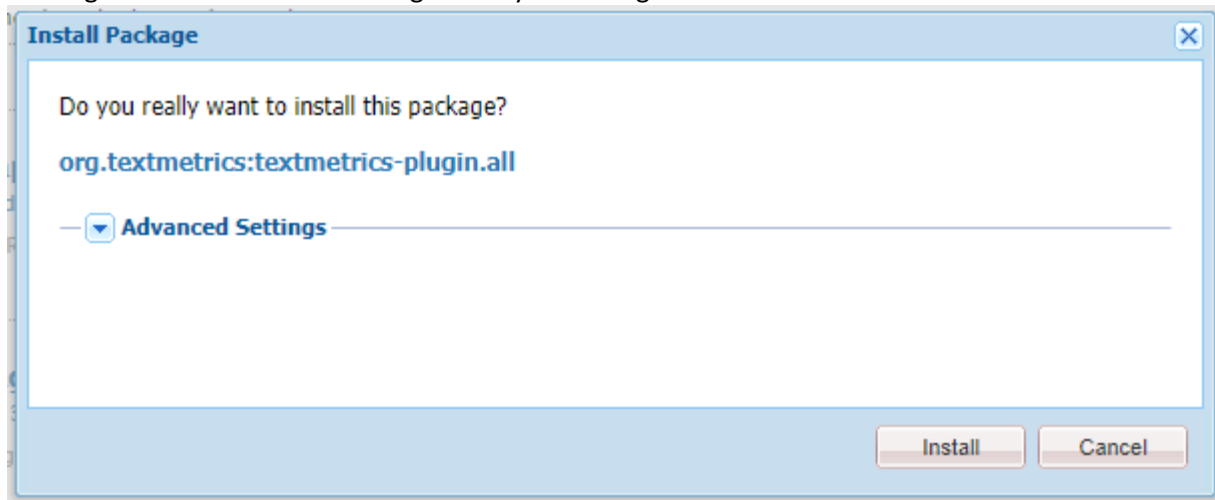 Install Package
Do you really want to install this package?
org.textmetrics:textmetrics-plugin.all
Advanced Settings
Install Cancel